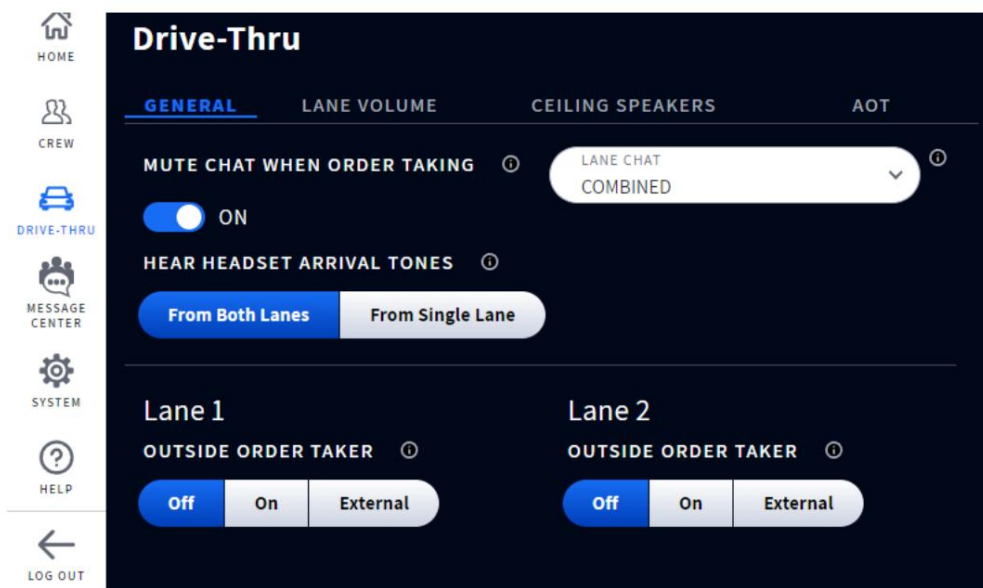 HOME
CREW
DRIVE-THRU
MESSAGE
CENTER
SYSTEM
HELP
LOG OUT
Drive-Thru
GENERAL LANE VOLUME CEILING SPEAKERS AOT
MUTE CHAT WHEN ORDER TAKING
ON
LANE CHAT
COMBINED
HEAR HEADSET ARRIVAL TONES
From Both Lanes From Single Lane
Lane 1
OUTSIDE ORDER TAKER
Off On External
Lane 2
OUTSIDE ORDER TAKER
Off On External